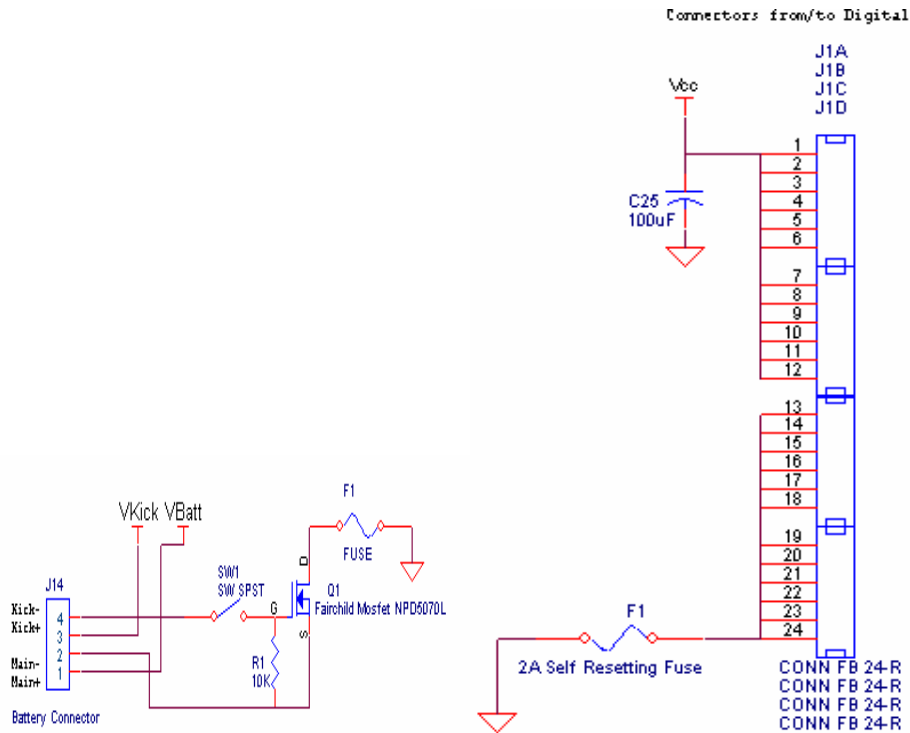 Connectors from/to Digital
J1A
J1B
J1C
J1D
Vcc
C25
100uF
1
2
3
4
5
6
7
8
9
10
11
12
13
14
15
16
17
18
19
20
21
22
23
24
F1
2A Self Resetting Fuse
CONN FB 24-R
CONN FB 24-R
CONN FB 24-R
CONN FB 24-R
VKick VBatt
F1
FUSE
D
SW1
SW SPST
G
Q1
Fairchild Mosfet NPD5070L
S
R1
10K
J14
Kick-
Kick+
Main-
Main+
4
3
2
1
Battery Connector